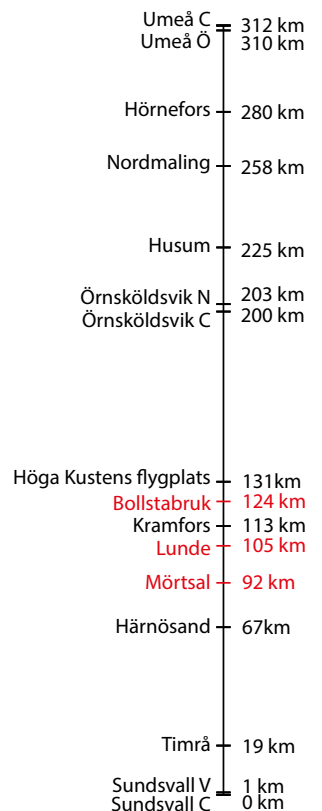 Umeå C 312 km
Umeå Ö 310 km
Hörnefors 280 km
Nordmaling 258 km
Husum 225 km
Örnsköldsvik N 203 km
Örnsköldsvik C 200 km
Höga Kustens flygplats 131km
Bollstabruk 124 km
Kramfors 113 km
Lunde 105 km
Mörtsal 92 km
Härnösand 67km
Timrå 19 km
Sundsvall V 1 km
Sundsvall C 0 km